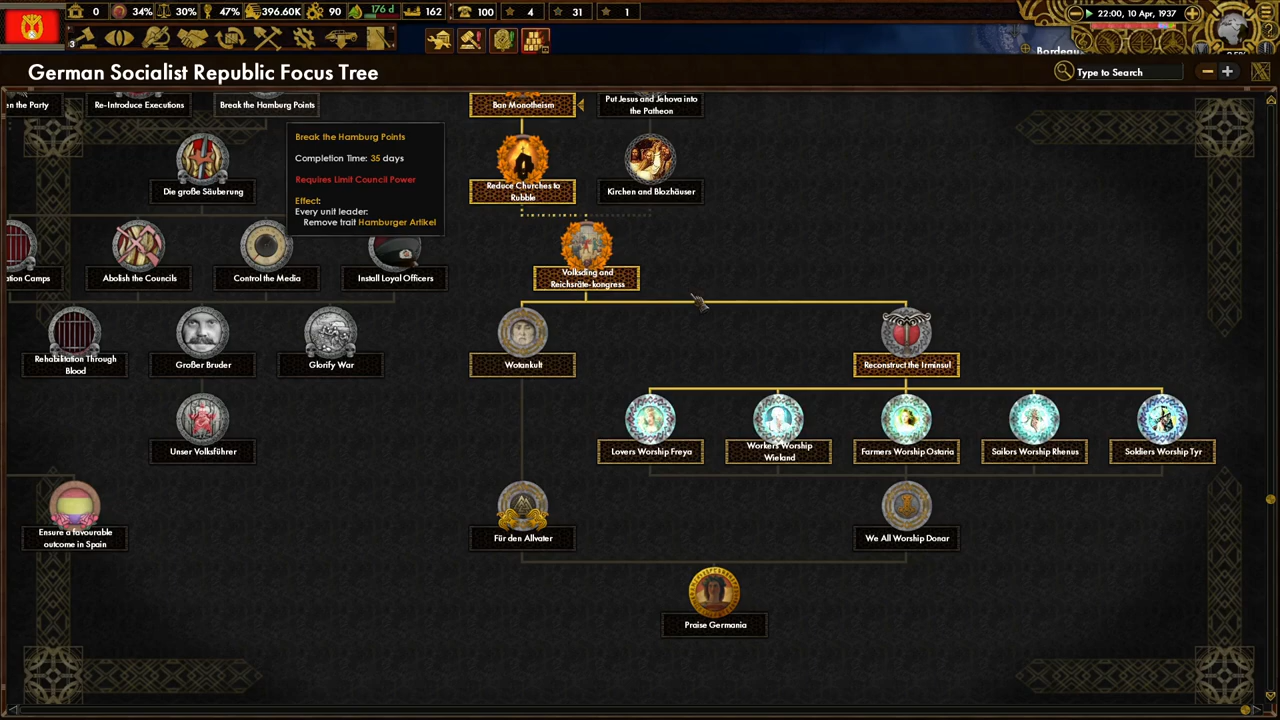 0 34% 30% 47% 396.60K 90 176 d 162 100 4 31 1 22:00, 10 Apr, 1937
3
Bordeau
German Socialist Republic Focus Tree
Type to Search
en the Party
Re-Introduce Executions
Break the Hamburg Points
Ban Monotheism
Put Jesus and Jehova into
the Patheon
Break the Hamburg Points
Completion Time: 35 days
Requires Limit Council Power
Effect:
Every unit leader:
Remove trait Hamburger Artikel
Die große Säuberung
Reduce Churches to
Rubble
Kirchen and Blozhäuser
ation Camps
Abolish the Councils
Control the Media
Install Loyal Officers
Volksding and
Reichsräte-kongress
Rehabilitation Through
Blood
Großer Bruder
Glorify War
Wotankult
Reconstruct the Irminsul
Unser Volksführer
Lovers Worship Freya
Workers Worship
Wieland
Farmers Worship Ostaria
Sailors Worship Rhenus
Soldiers Worship Tyr
Ensure a favourable
outcome in Spain
Für den Allvater
We All Worship Donar
Praise Germania